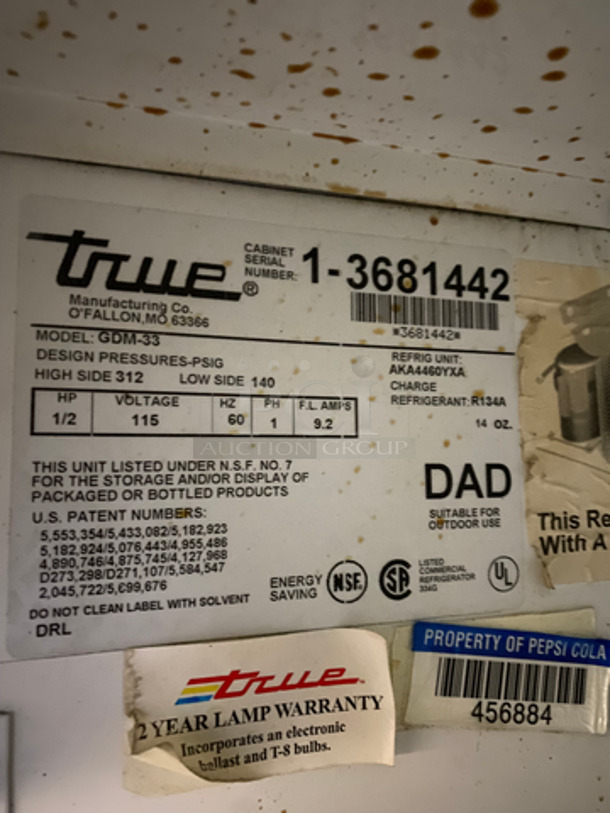 true®
Manufacturing Co.
O'FALLON, MO 63366
CABINET
SERIAL
NUMBER: 1-3681442
*3681442*
MODEL: GDM-33
DESIGN PRESSURES-PSIG
HIGH SIDE 312 LOW SIDE 140
REFRIG UNIT:
AKA4460YXA
CHARGE
REFRIGERANT: R134A
14 OZ.
HP VOLTAGE HZ PH F.L. AMPS
1/2 115 60 1 9.2
AUCTION GROUP
THIS UNIT LISTED UNDER N.S.F. NO. 7
FOR THE STORAGE AND/OR DISPLAY OF
PACKAGED OR BOTTLED PRODUCTS
DAD
SUITABLE FOR
OUTDOOR USE
U.S. PATENT NUMBERS:
5,553,354/5,433,082/5,182,923
5,182,924/5,076,443/4,955,486
4,890,746/4,875,745/4,127,968
D273,298/D271,107/5,584,547
2,045,722/5,699,676
ENERGY
SAVING
NSF
SA
LISTED
COMMERCIAL
REFRIGERATOR
334G
UL
DO NOT CLEAN LABEL WITH SOLVENT
DRL
This Re
With A
true
2 YEAR LAMP WARRANTY
Incorporates an electronic
ballast and T-8 bulbs.
PROPERTY OF PEPSI COLA
456884